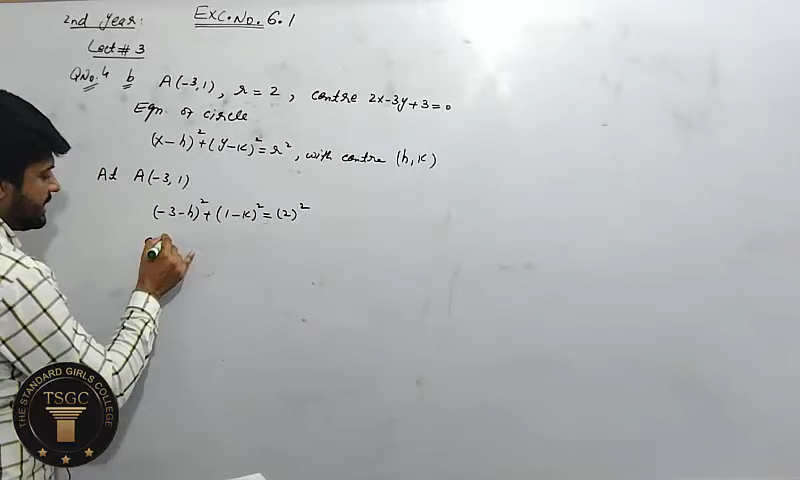 2nd Year:
Exc.No. 6.1
Lect # 3
QNo.4 b A(-3,1), r = 2, centre 2x-3y+3=0
Eqn. of circle
(x-h)²+(y-k)²=r², with centre (h,k)
At A(-3,1)
(-3-h)²+(1-k)²=(2)²
THE STANDARD GIRLS COLLEGE
TSGC